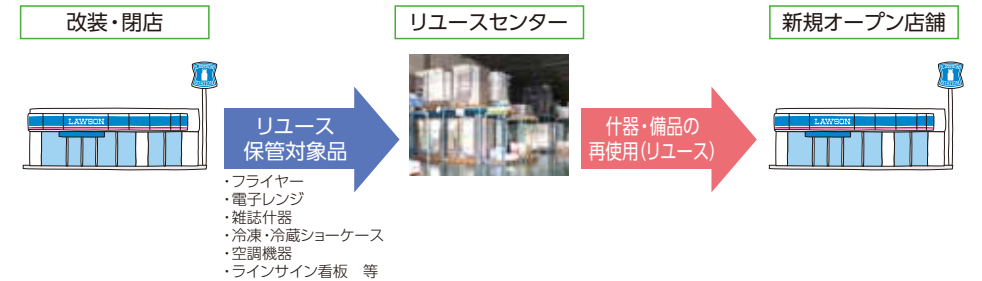 改装・閉店
リユースセンター
新規オープン店舗
LAWSON
リユース
保管対象品
・フライヤー
・電子レンジ
・雑誌什器
・冷凍・冷蔵ショーケース
・空調機器
・ラインサイン看板　等
什器・備品の
再使用(リユース)
LAWSON